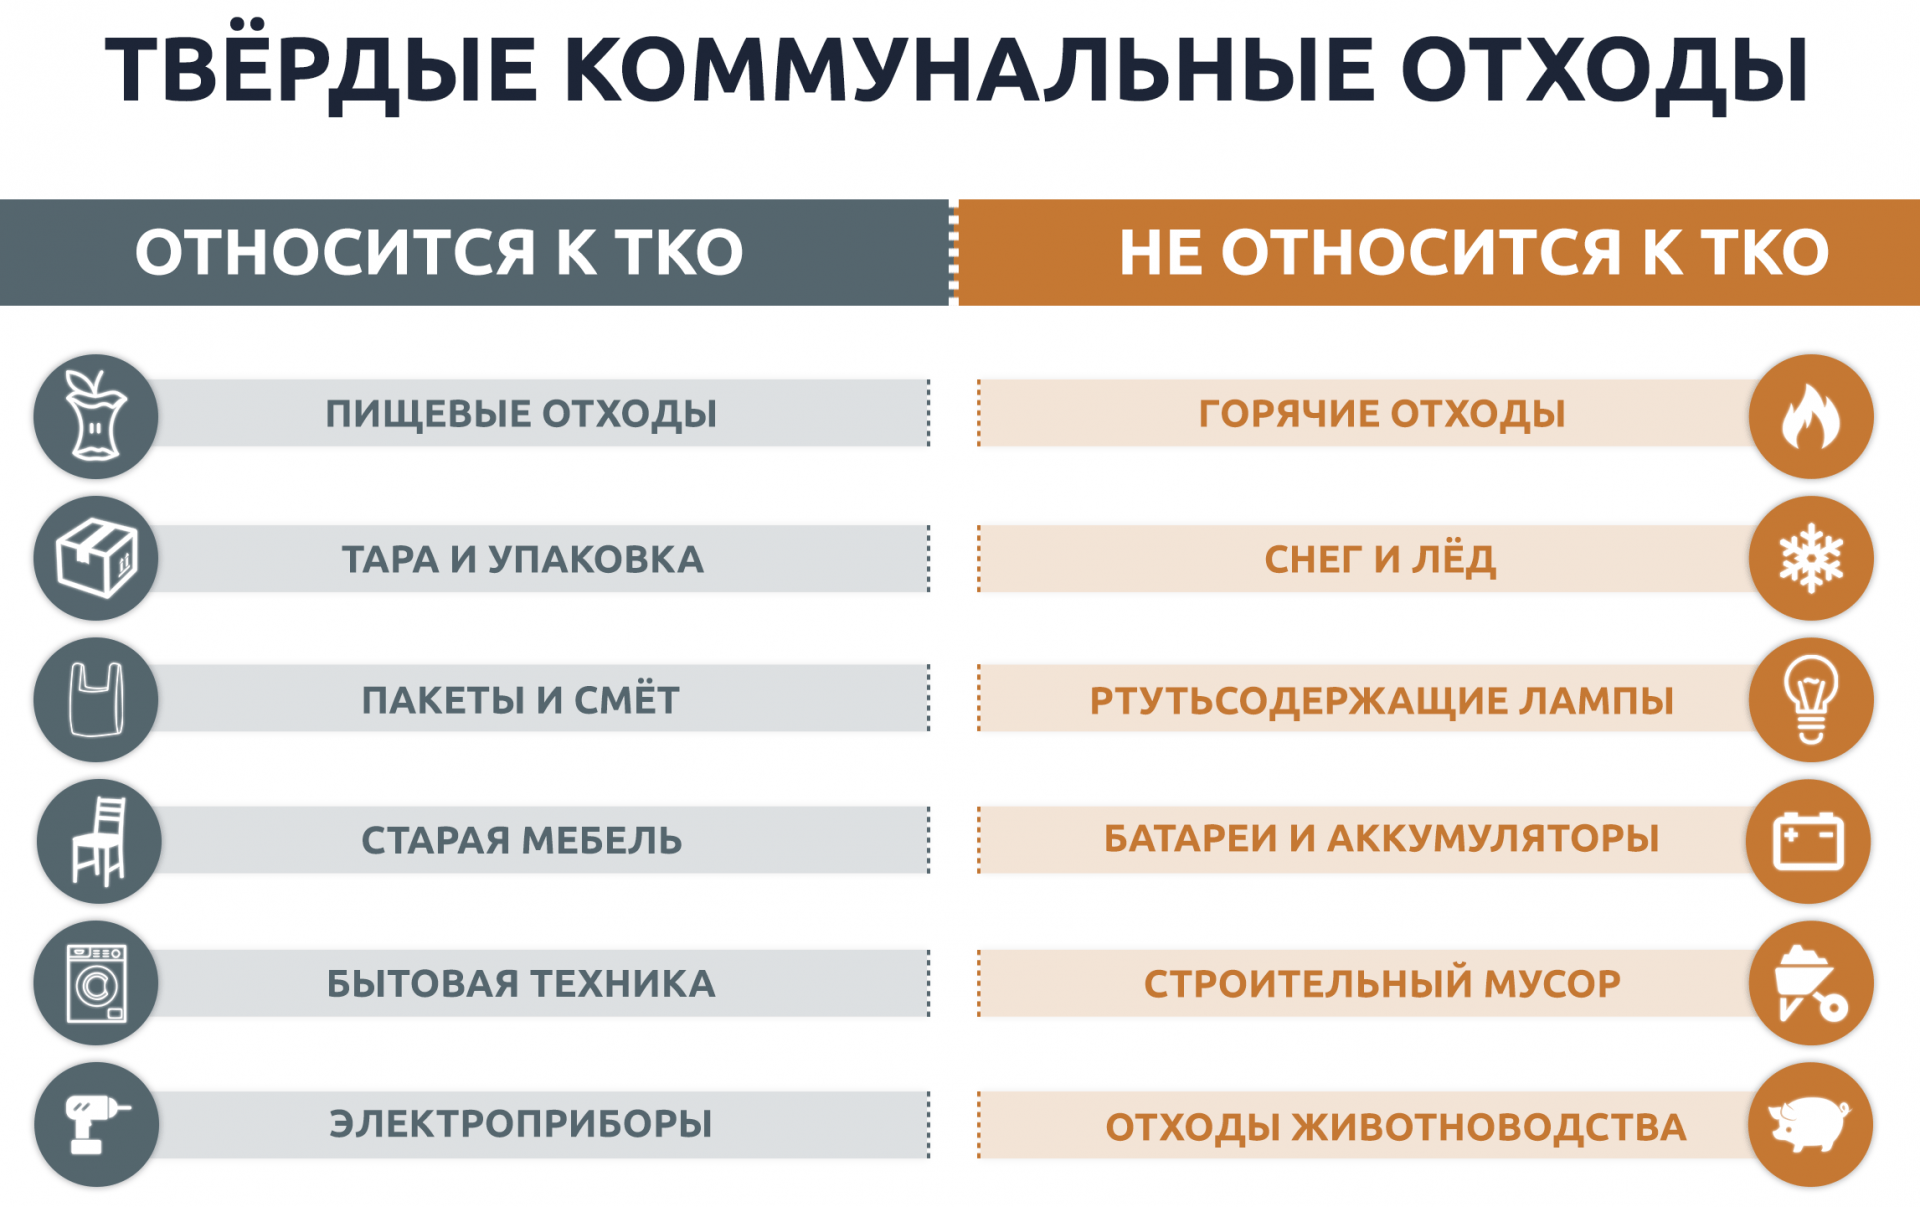 ТВЁРДЫЕ КОММУНАЛЬНЫЕ ОТХОДЫ
ОТНОСИТСЯ К ТКО
НЕ ОТНОСИТСЯ К ТКО
ПИЩЕВЫЕ ОТХОДЫ
ГОРЯЧИЕ ОТХОДЫ
ТАРА И УПАКОВКА
СНЕГ И ЛЁД
ПАКЕТЫ И СМЁТ
РТУТЬСОДЕРЖАЩИЕ ЛАМПЫ
СТАРАЯ МЕБЕЛЬ
БАТАРЕИ И АККУМУЛЯТОРЫ
БЫТОВАЯ ТЕХНИКА
СТРОИТЕЛЬНЫЙ МУСОР
ЭЛЕКТРОПРИБОРЫ
ОТХОДЫ ЖИВОТНОВОДСТВА